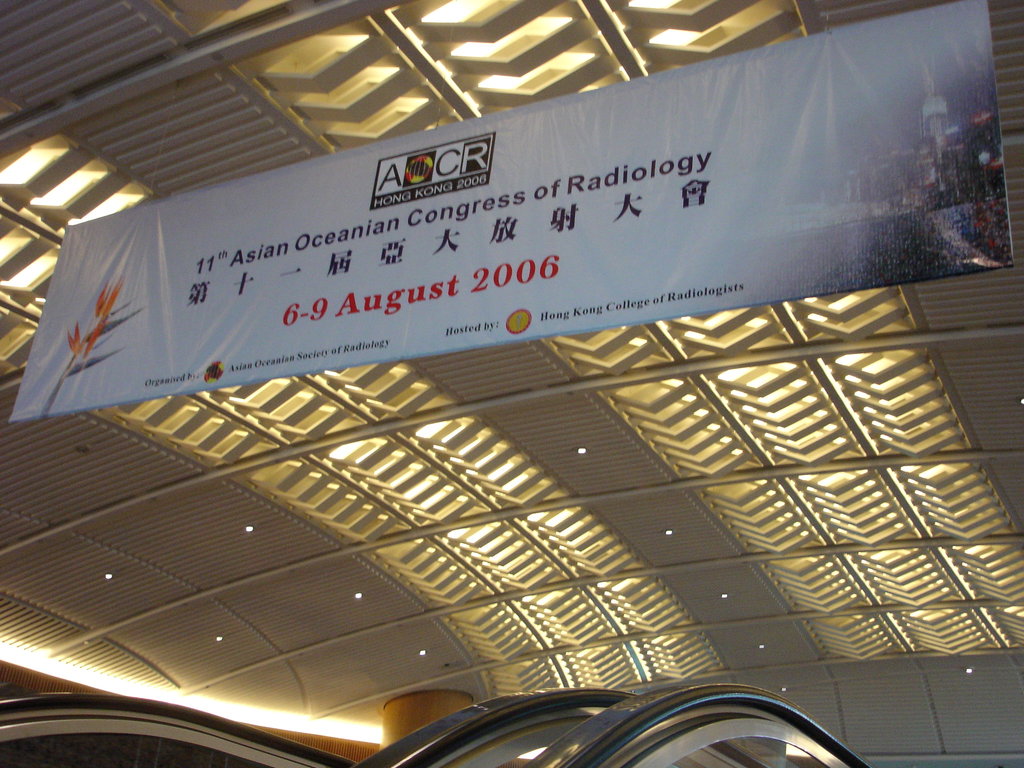 AOCR
HONG KONG 2006
11th Asian Oceanian Congress of Radiology
第十一屆亞大放射大會
6-9 August 2006
Organised by: Asian Oceanian Society of Radiology
Hosted by: Hong Kong College of Radiologists